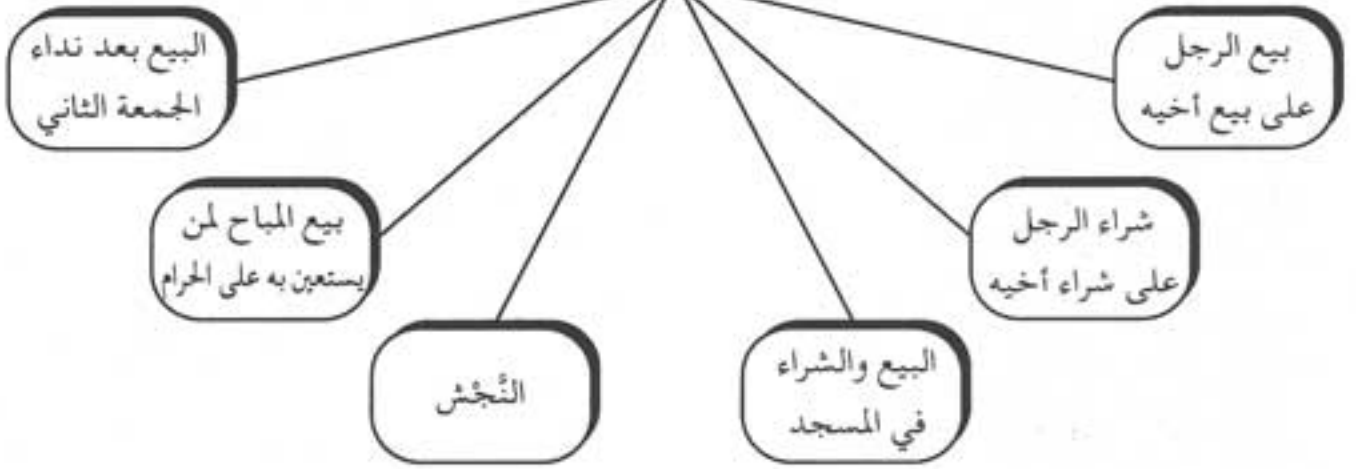 بيع الرجل
على بيع أخيه
شراء الرجل
على شراء أخيه
البيع والشراء
في المسجد
النَّجْش
بيع المباح لمن
يستعين به على الحرام
البيع بعد نداء
الجمعة الثاني